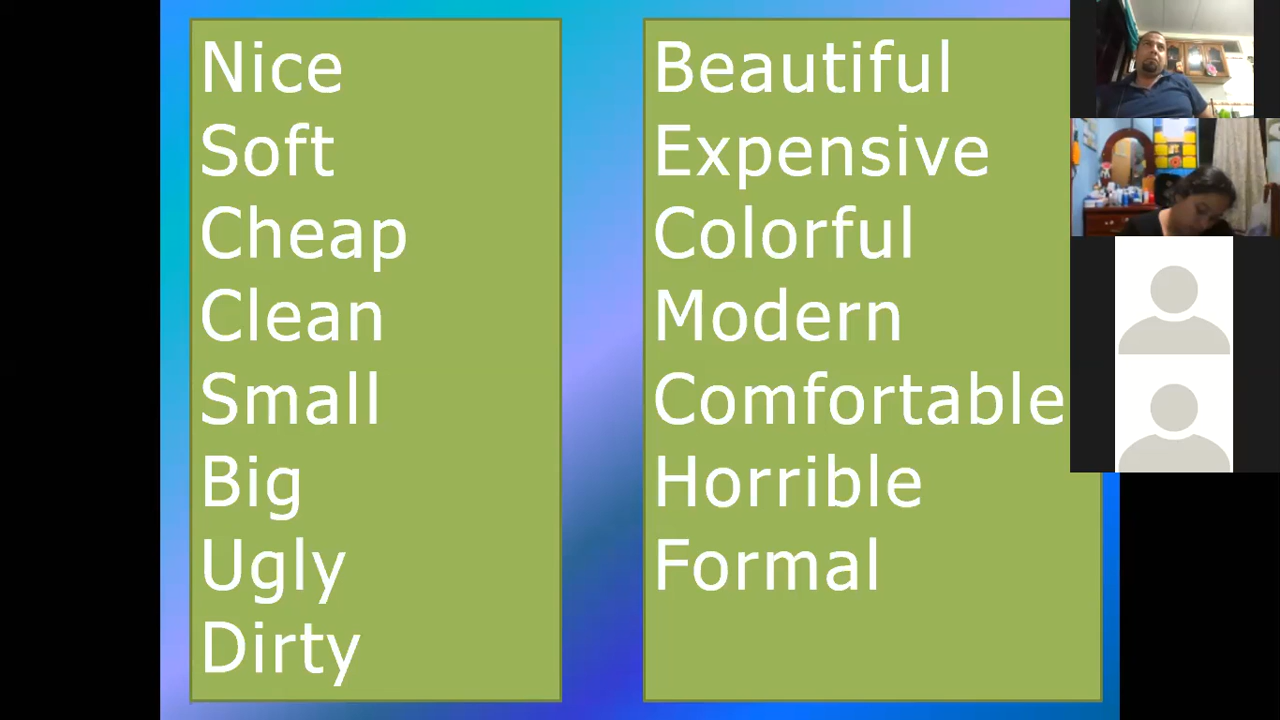 Nice
Soft
Cheap
Clean
Small
Big
Ugly
Dirty
Beautiful
Expensive
Colorful
Modern
Comfortable
Horrible
Formal